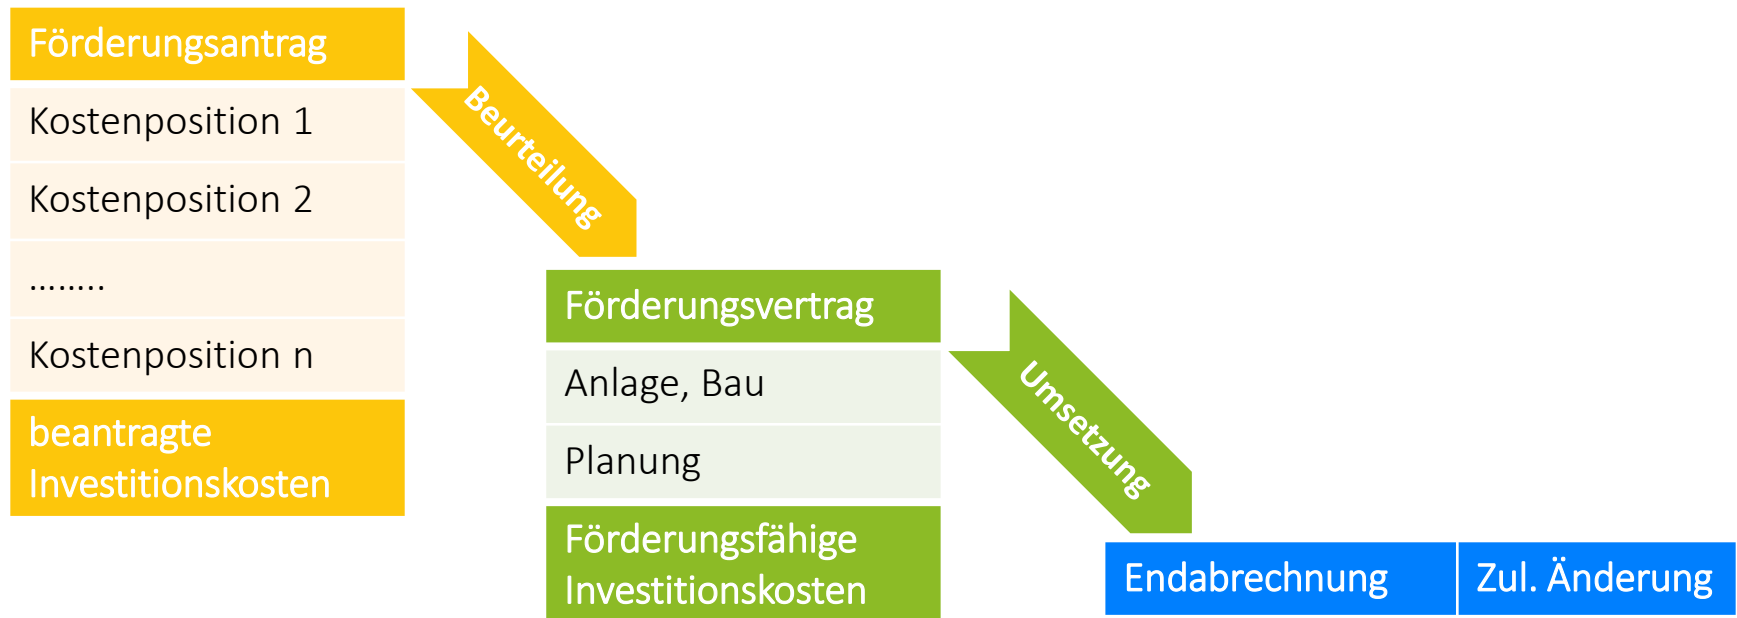 Förderungsantrag
Kostenposition 1
Kostenposition 2
........
Kostenposition n
beantragte
Investitionskosten
Beurteilung
Förderungsvertrag
Anlage, Bau
Planung
Förderungsfähige
Investitionskosten
Umsetzung
Endabrechnung
Zul. Änderung